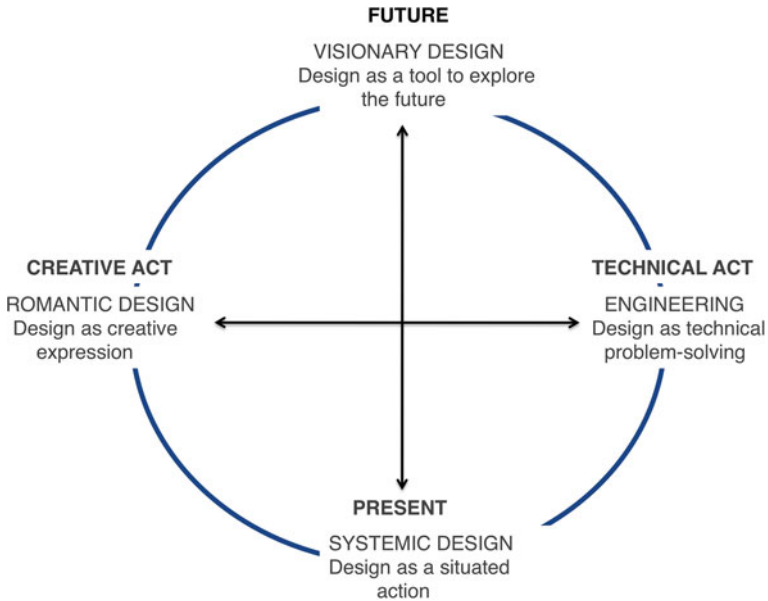 FUTURE
VISIONARY DESIGN
Design as a tool to explore
the future
CREATIVE ACT
ROMANTIC DESIGN
Design as creative
expression
TECHNICAL ACT
ENGINEERING
Design as technical
problem-solving
PRESENT
SYSTEMIC DESIGN
Design as a situated
action